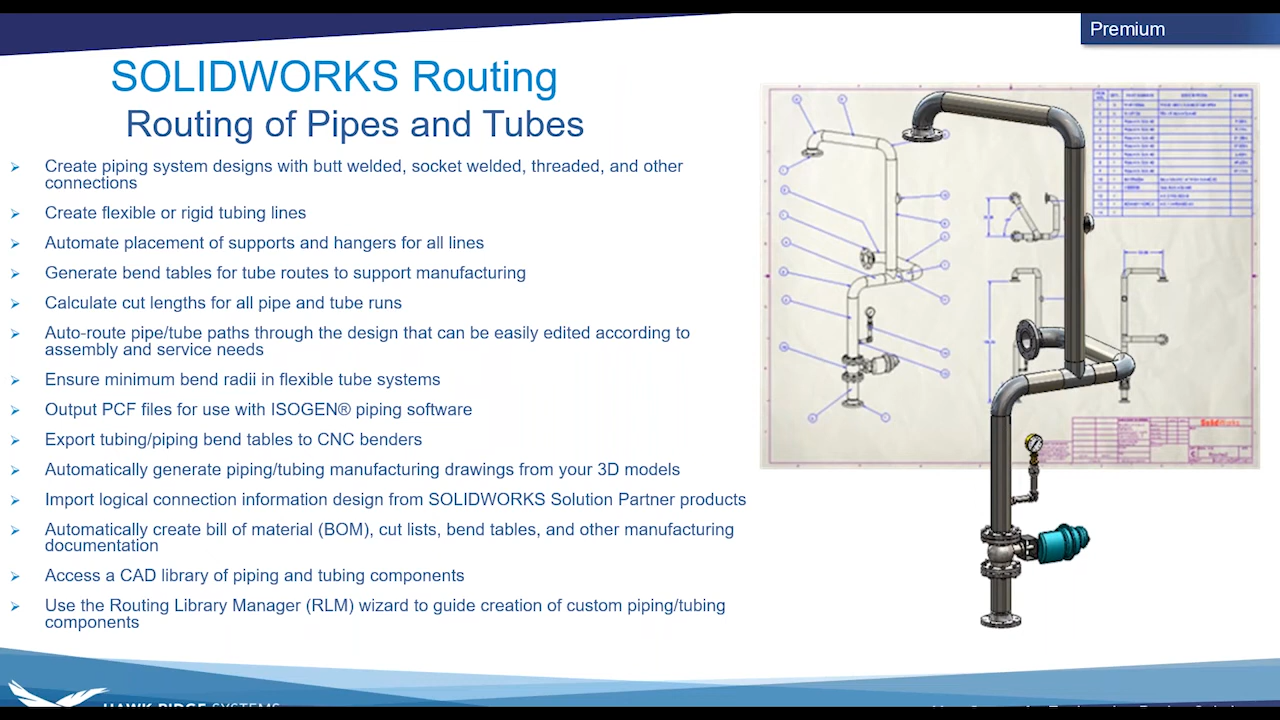 Premium
SOLIDWORKS Routing
Routing of Pipes and Tubes
Create piping system designs with butt welded, socket welded, threaded, and other
connections
Create flexible or rigid tubing lines
Automate placement of supports and hangers for all lines
Generate bend tables for tube routes to support manufacturing
Calculate cut lengths for all pipe and tube runs
Auto-route pipe/tube paths through the design that can be easily edited according to
assembly and service needs
Ensure minimum bend radii in flexible tube systems
Output PCF files for use with ISOGEN® piping software
Export tubing/piping bend tables to CNC benders
Automatically generate piping/tubing manufacturing drawings from your 3D models
Import logical connection information design from SOLIDWORKS Solution Partner products
Automatically create bill of material (BOM), cut lists, bend tables, and other manufacturing
documentation
Access a CAD library of piping and tubing components
Use the Routing Library Manager (RLM) wizard to guide creation of custom piping/tubing
components
SolidWorks
HAWK RIDGE SYSTEMS